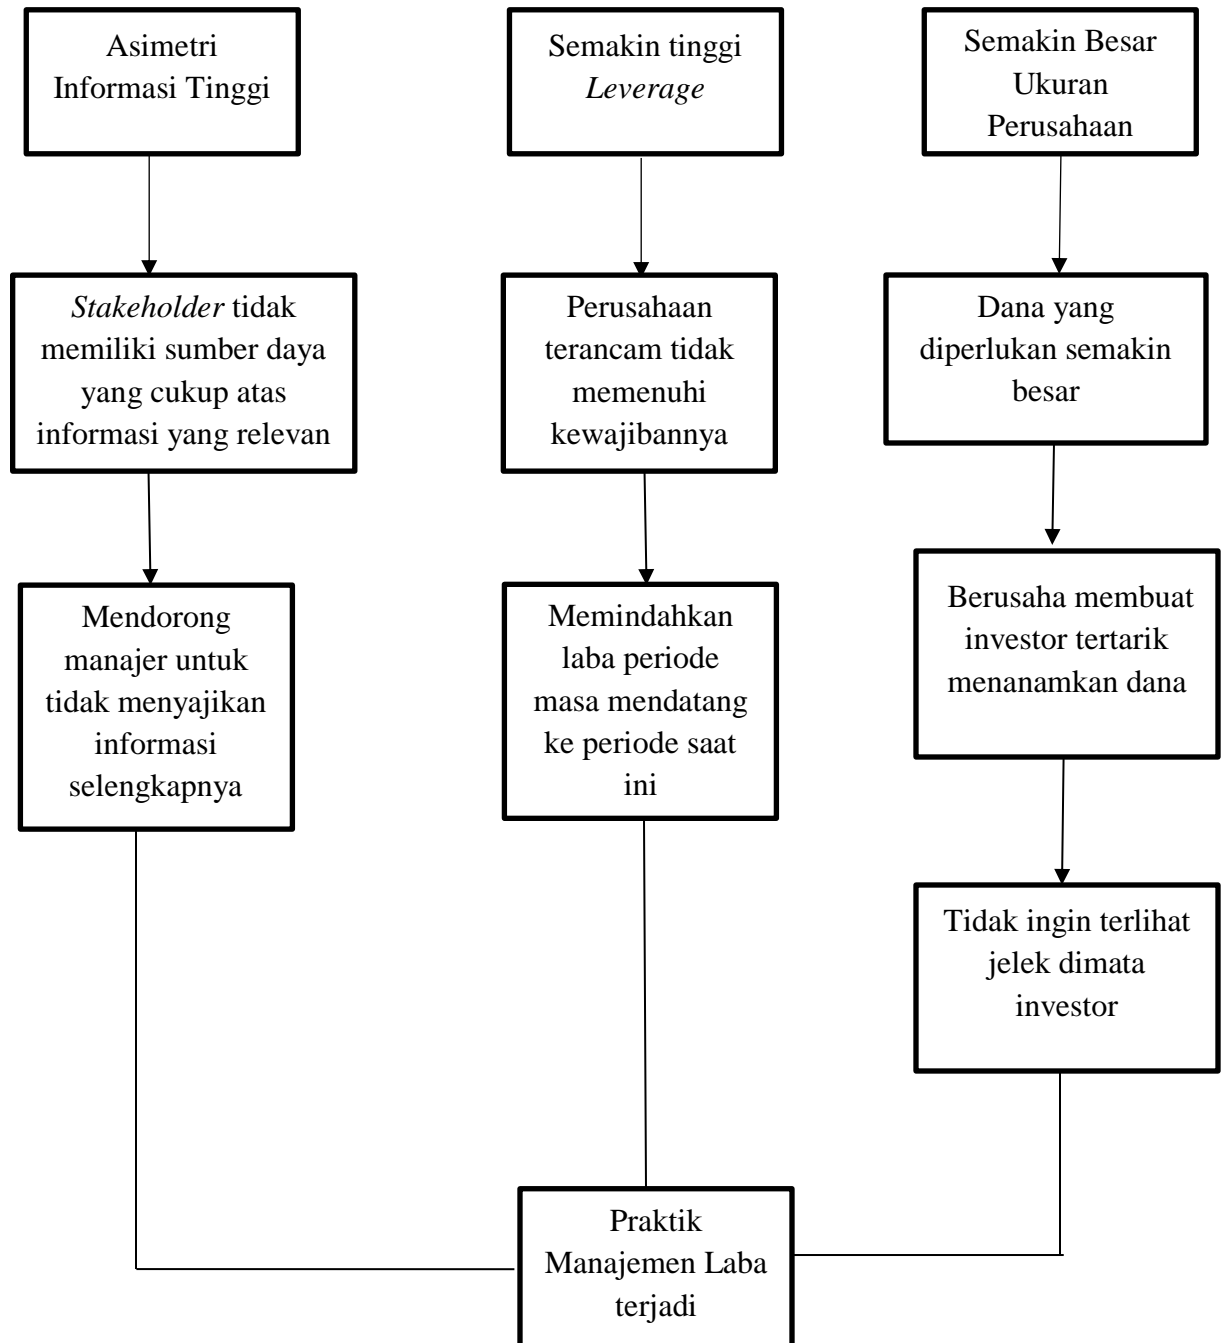 Asimetri
Informasi Tinggi
Semakin tinggi
Leverage
Semakin Besar
Ukuran
Perusahaan
Stakeholder tidak
memiliki sumber daya
yang cukup atas
informasi yang relevan
Perusahaan
terancam tidak
memenuhi
kewajibannya
Dana yang
diperlukan semakin
besar
Mendorong
manajer untuk
tidak menyajikan
informasi
selengkapnya
Memindahkan
laba periode
masa mendatang
ke periode saat
ini
Berusaha membuat
investor tertarik
menanamkan dana
Tidak ingin terlihat
jelek dimata
investor
Praktik
Manajemen Laba
terjadi